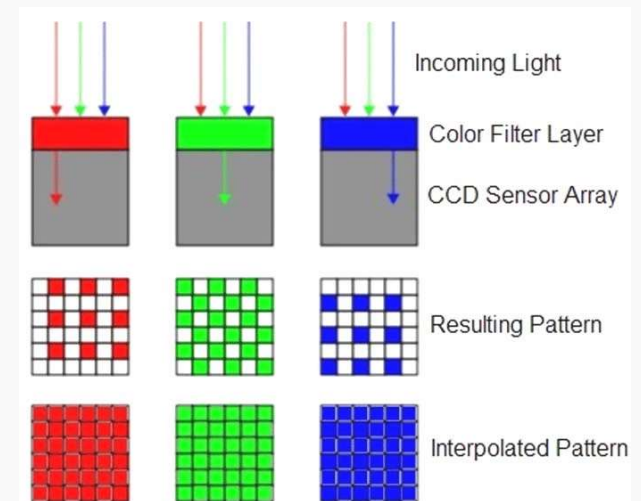 Incoming Light
Color Filter Layer
CCD Sensor Array
Resulting Pattern
Interpolated Pattern